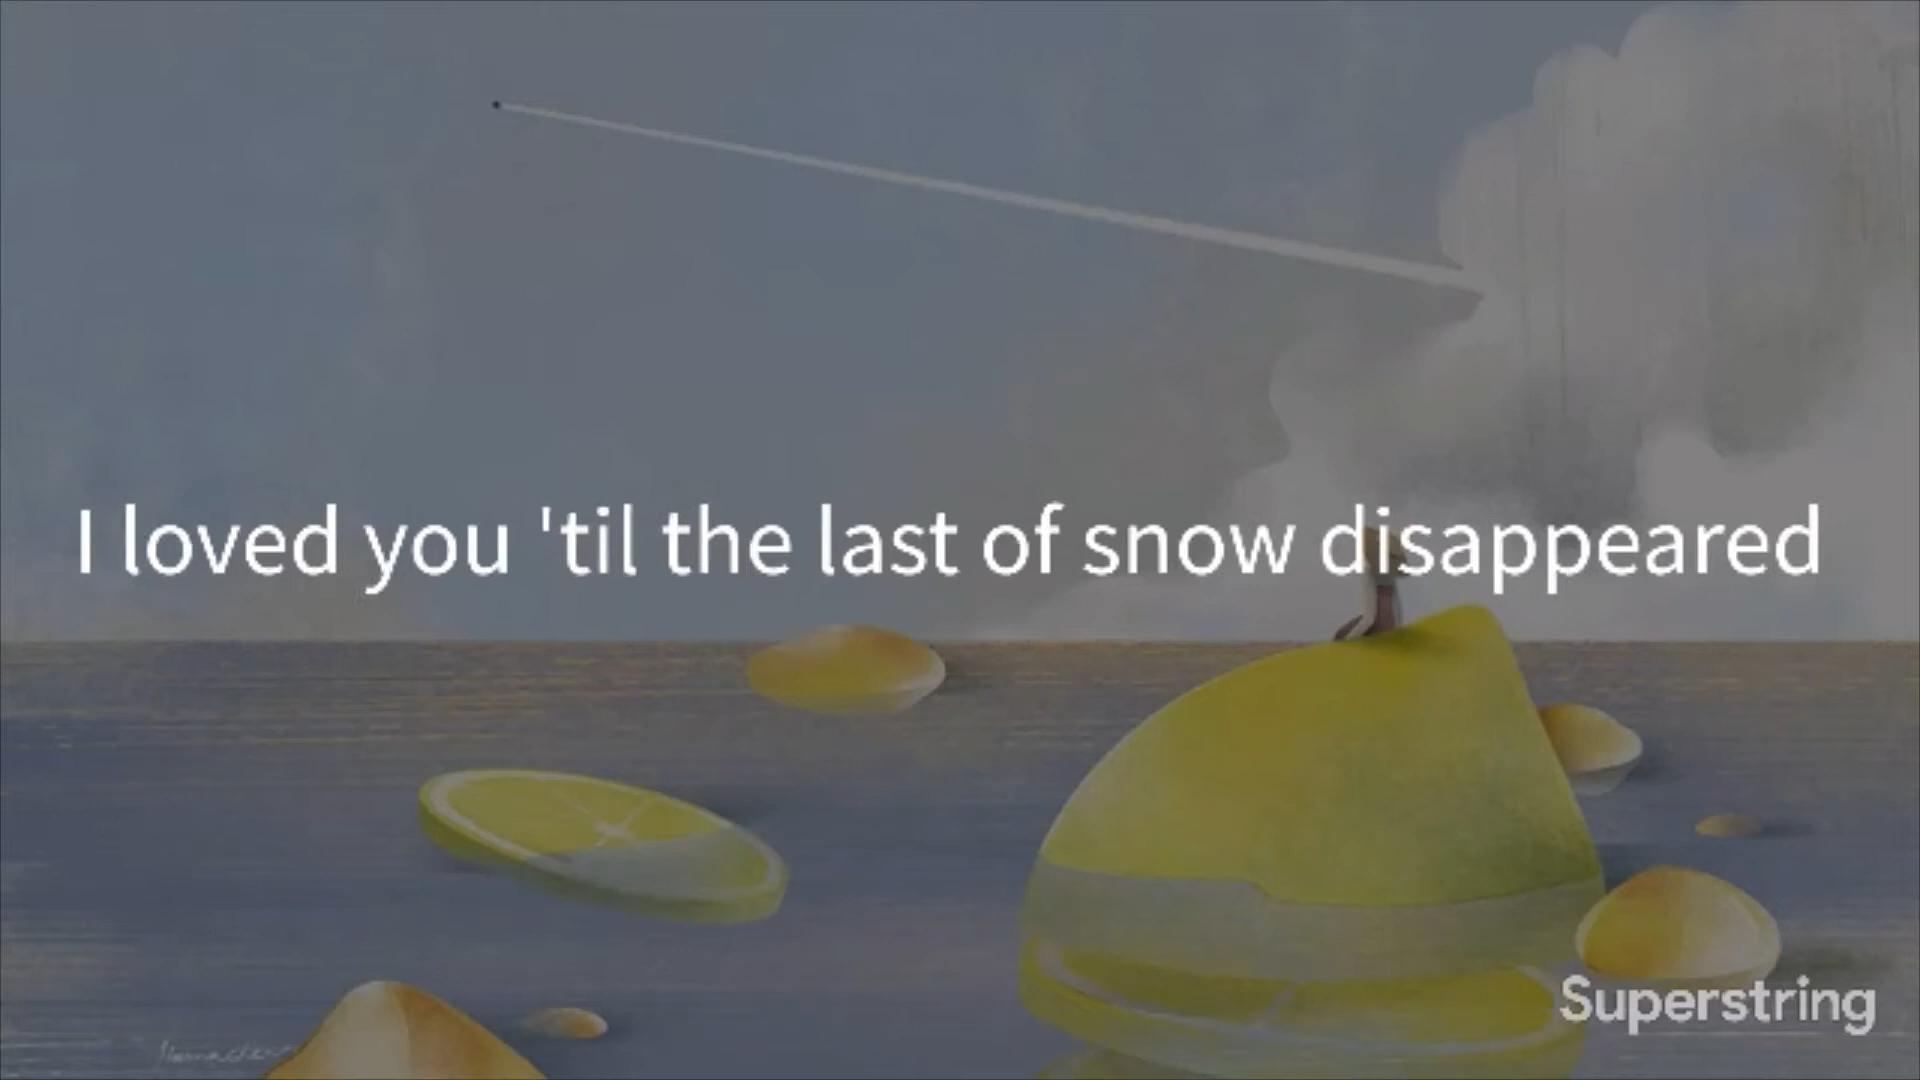 I loved you 'til the last of snow disappeared
Superstring